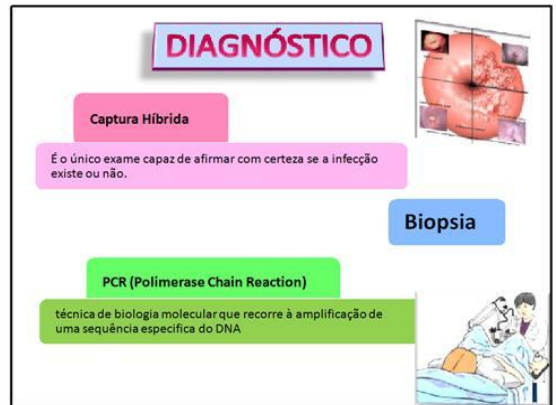 DIAGNÓSTICO
Captura Híbrida
É o único exame capaz de afirmar com certeza se a infecção
existe ou não.
Biopsia
PCR (Polimerase Chain Reaction)
técnica de biologia molecular que recorre à amplificação de
uma sequência especifica do DNA